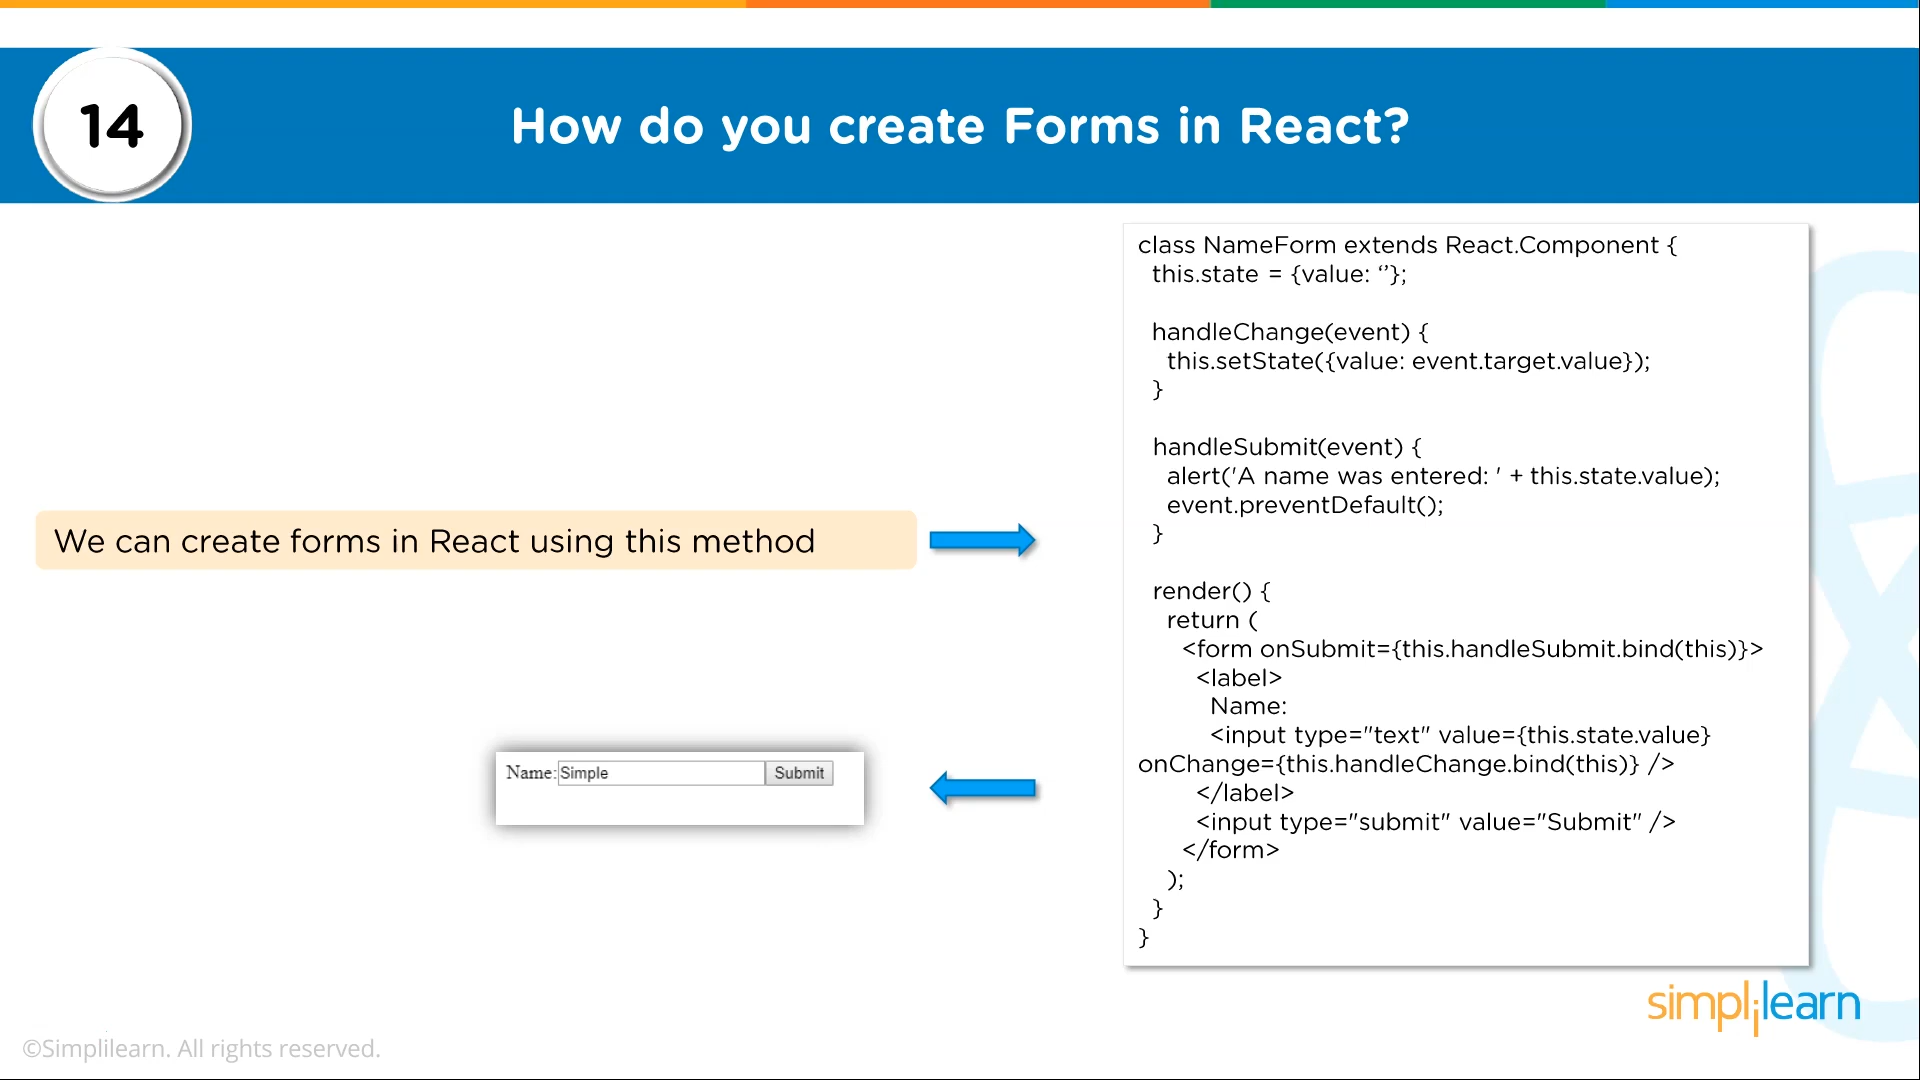 14
How do you create Forms in React?
We can create forms in React using this method
class NameForm extends React.Component {
this.state = {value: ‘’};
handleChange(event) {
this.setState({value: event.target.value});
}
handleSubmit(event) {
alert('A name was entered: ' + this.state.value);
event.preventDefault();
}
render() {
return (
<form onSubmit={this.handleSubmit.bind(this)}>
<label>
Name:
<input type="text" value={this.state.value}
onChange={this.handleChange.bind(this)} />
</label>
<input type="submit" value="Submit" />
</form>
);
}
}
Name: Simple Submit
simplilearn
©Simplilearn. All rights reserved.